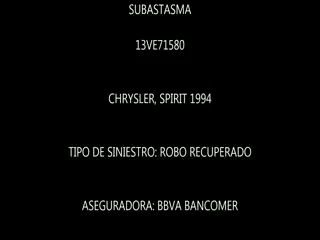 SUBASTASMA
13VE71580
CHRYSLER, SPIRIT 1994
TIPO DE SINIESTRO: ROBO RECUPERADO
ASEGURADORA: BBVA BANCOMER